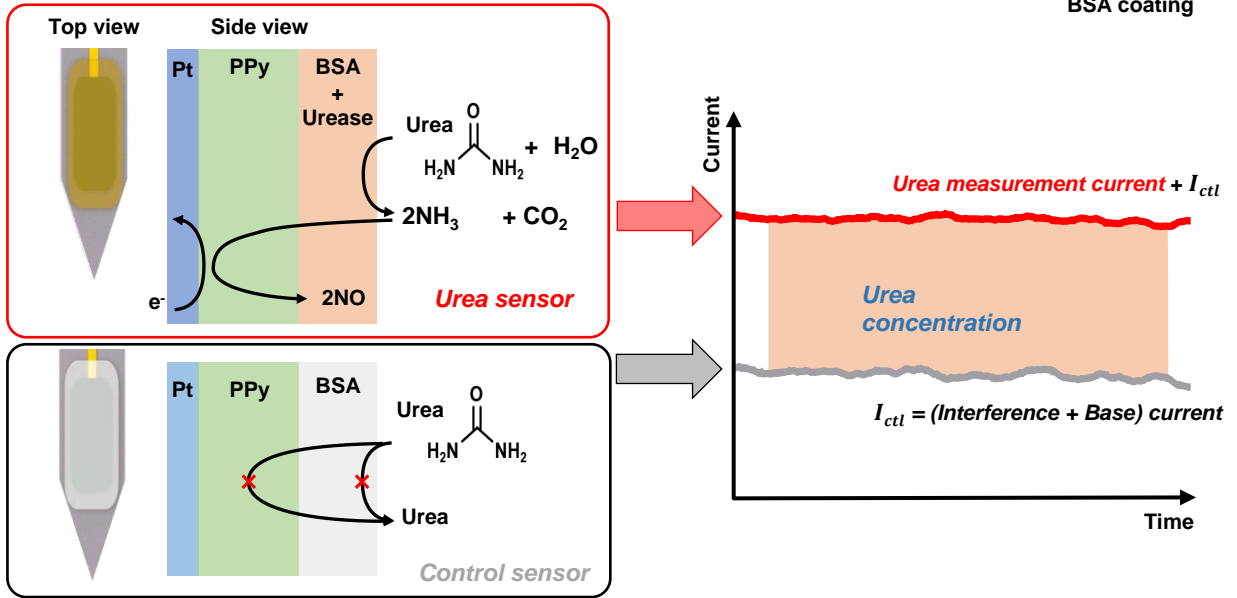 BSA coating
Top view
Side view
Pt
PPy
BSA
+
Urease
Urea
O
H₂N
NH₂
+ H₂O
2NH₃
+ CO₂
e⁻
2NO
Urea sensor
Pt
PPy
BSA
Urea
O
H₂N
NH₂
Urea
Control sensor
Current
Urea measurement current + I_ctl
Urea
concentration
I_ctl = (Interference + Base) current
Time